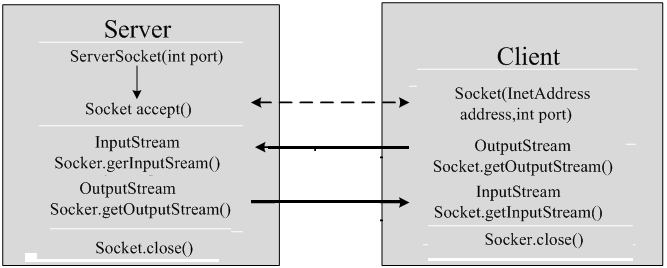 Server
ServerSocket(int port)
Socket accept()
InputStream
Socker.gerInputSream()
OutputStream
Socker.getOutputStream()
Socket.close()
Client
Socket(InetAddress
address,int port)
OutputStream
Socket.getOutputStream()
InputStream
Socket.getInputStream()
Socker.close()